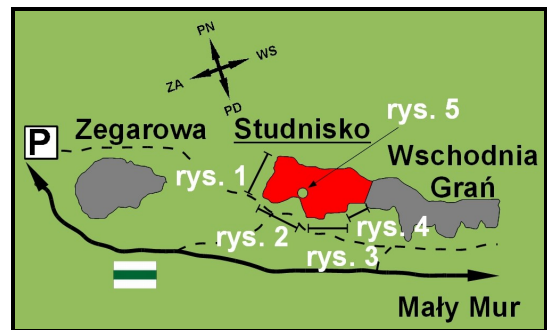 PN
ZA WS
PD
Zegarowa
Studnisko
rys. 5
P
rys. 1
Wschodnia
Grań
rys. 2
rys. 4
rys. 3
Mały Mur